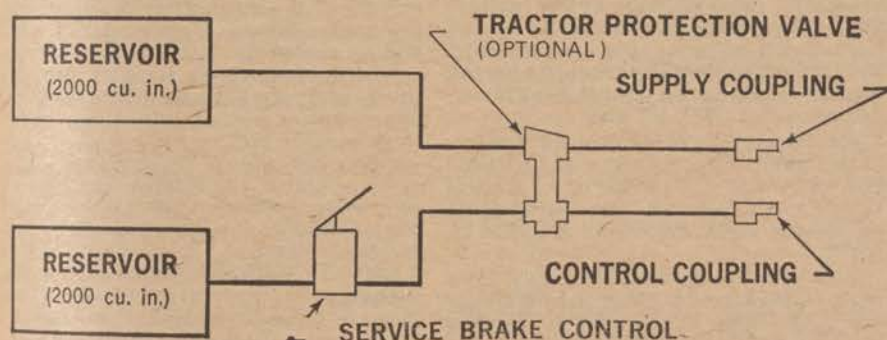 TRACTOR PROTECTION VALVE
(OPTIONAL)
RESERVOIR
(2000 cu. in.)
SUPPLY COUPLING
RESERVOIR
(2000 cu. in.)
CONTROL COUPLING
SERVICE BRAKE CONTROL